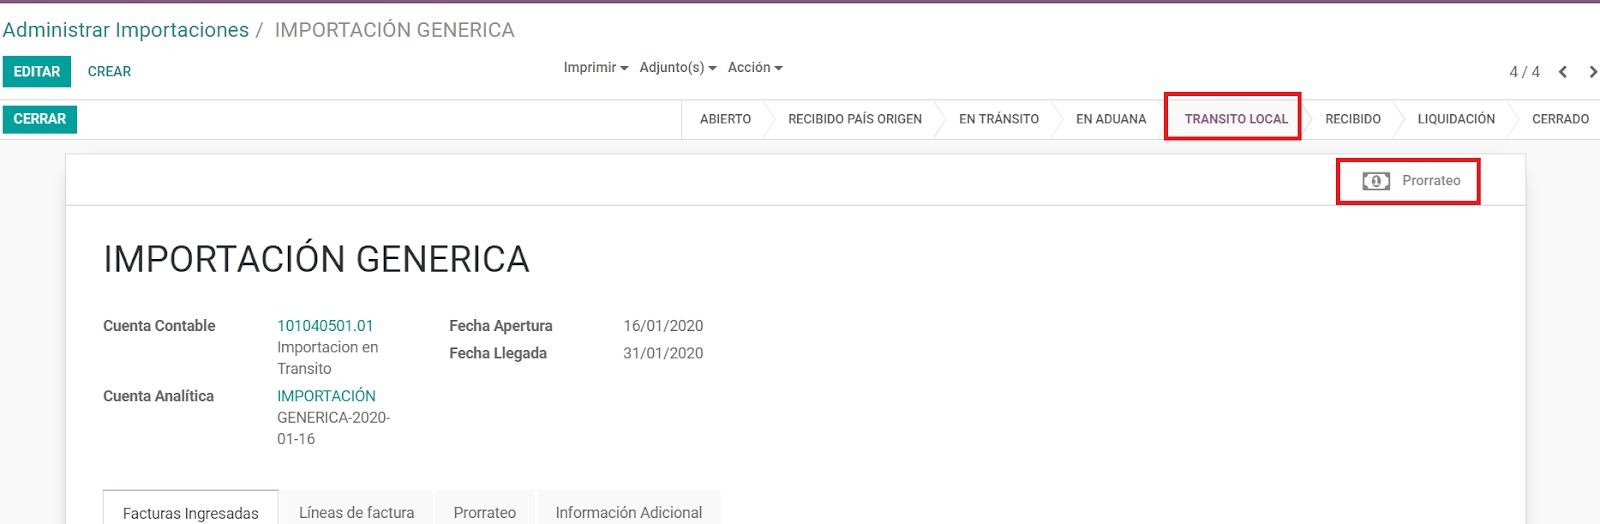 Administrar Importaciones / IMPORTACIÓN GENERICA
EDITAR CREAR Imprimir Adjunto(s) Acción 4 / 4
CERRAR ABIERTO RECIBIDO PAÍS ORIGEN EN TRÁNSITO EN ADUANA TRANSITO LOCAL RECIBIDO LIQUIDACIÓN CERRADO
1 Prorrateo
IMPORTACIÓN GENERICA
Cuenta Contable 101040501.01 Fecha Apertura 16/01/2020
Importacion en Fecha Llegada 31/01/2020
Transito
Cuenta Analítica IMPORTACIÓN
GENERICA-2020-
01-16
Facturas Ingresadas Líneas de factura Prorrateo Información Adicional